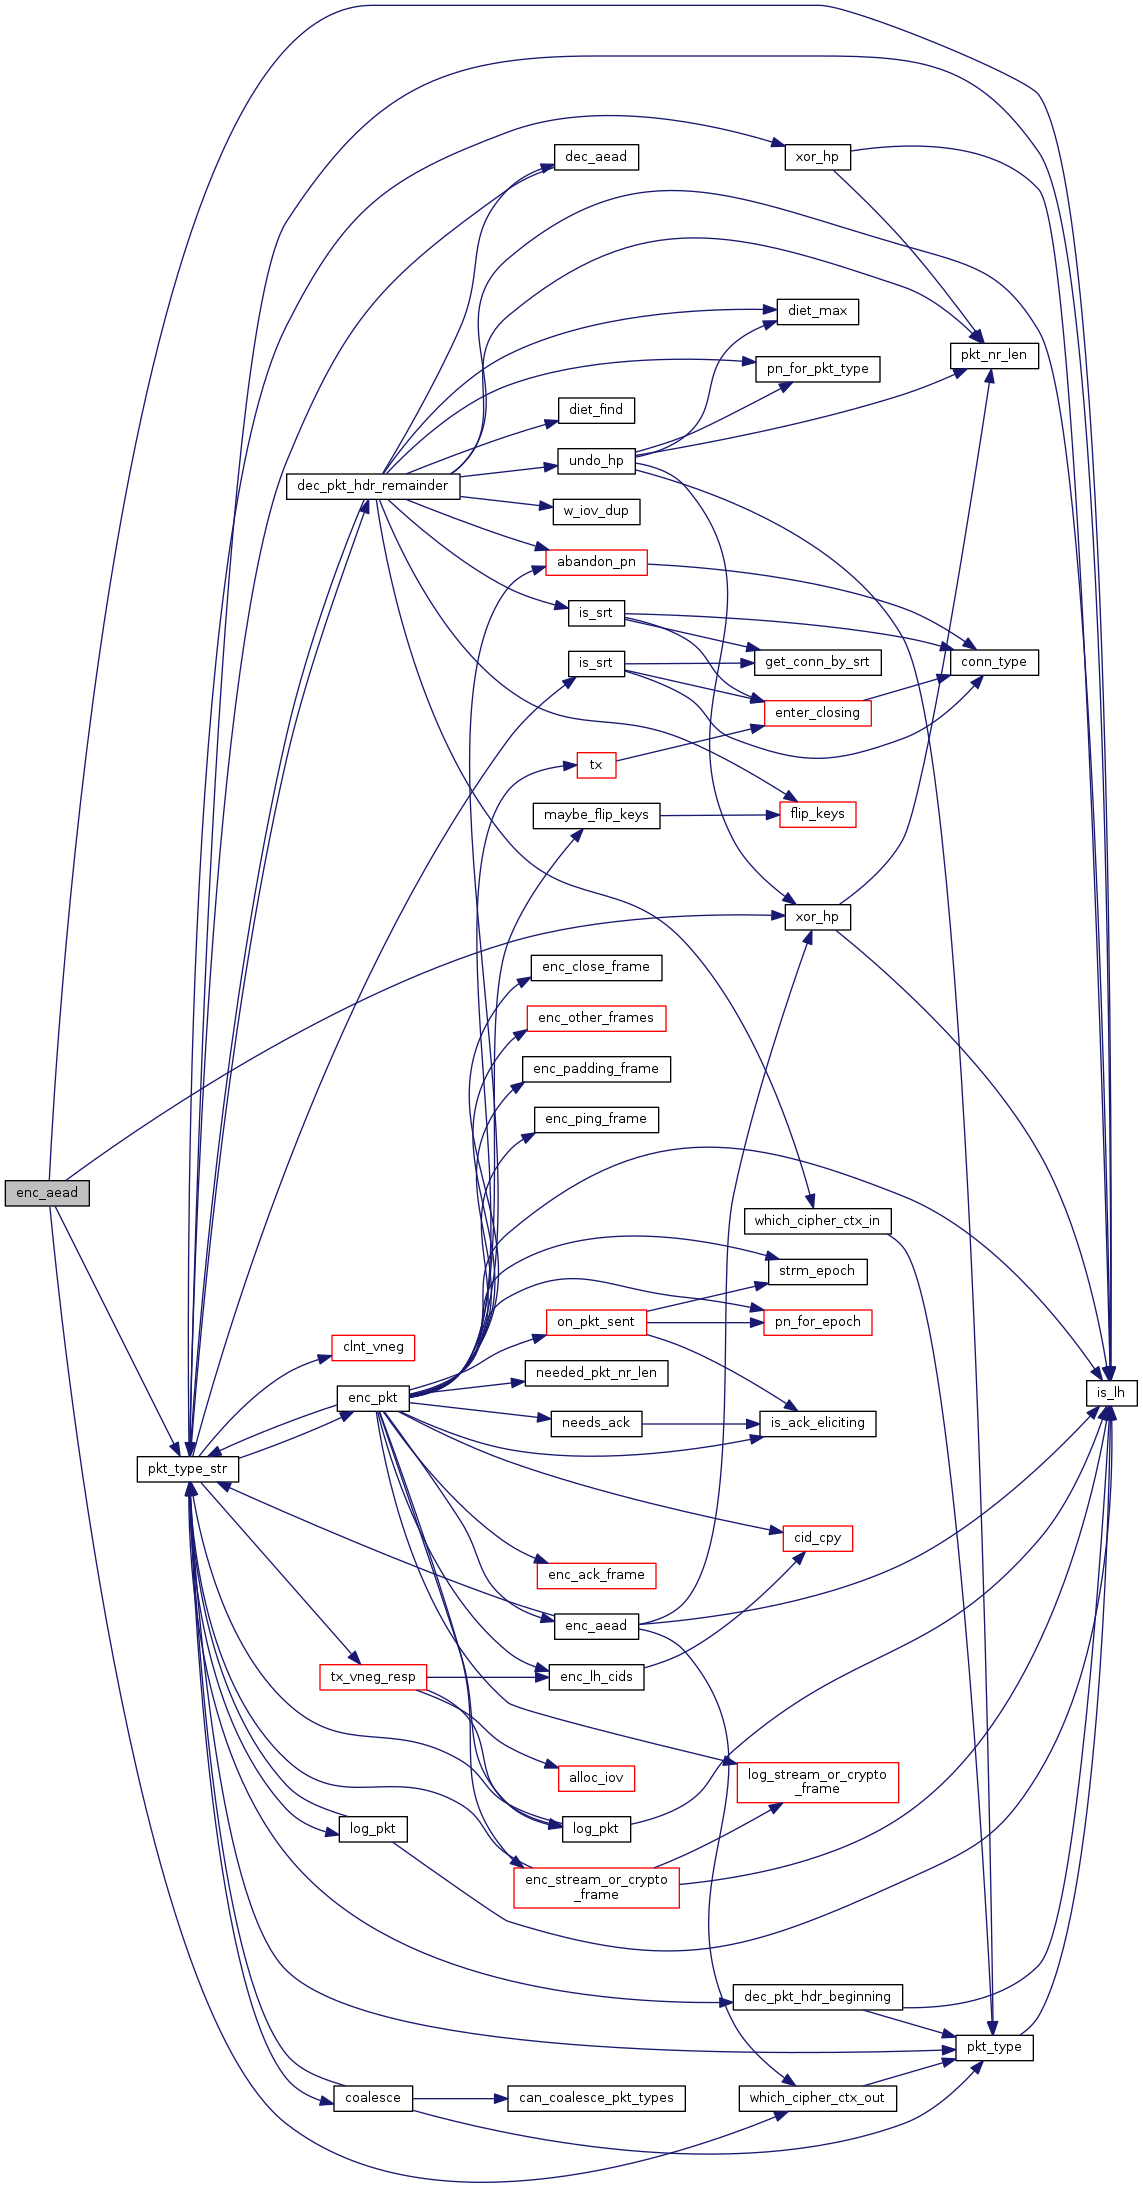 dec_aead
xor_hp
diet_max
pkt_nr_len
pn_for_pkt_type
diet_find
undo_hp
dec_pkt_hdr_remainder
w_iov_dup
abandon_pn
is_srt
is_srt
get_conn_by_srt
conn_type
enter_closing
tx
maybe_flip_keys
flip_keys
xor_hp
enc_close_frame
enc_other_frames
enc_padding_frame
enc_ping_frame
enc_aead
which_cipher_ctx_in
strm_epoch
on_pkt_sent
pn_for_epoch
clnt_vneg
needed_pkt_nr_len
enc_pkt
is_lh
needs_ack
is_ack_eliciting
pkt_type_str
cid_cpy
enc_ack_frame
enc_aead
tx_vneg_resp
enc_lh_cids
alloc_iov
log_stream_or_crypto
_frame
log_pkt
log_pkt
enc_stream_or_crypto
_frame
dec_pkt_hdr_beginning
pkt_type
coalesce
can_coalesce_pkt_types
which_cipher_ctx_out